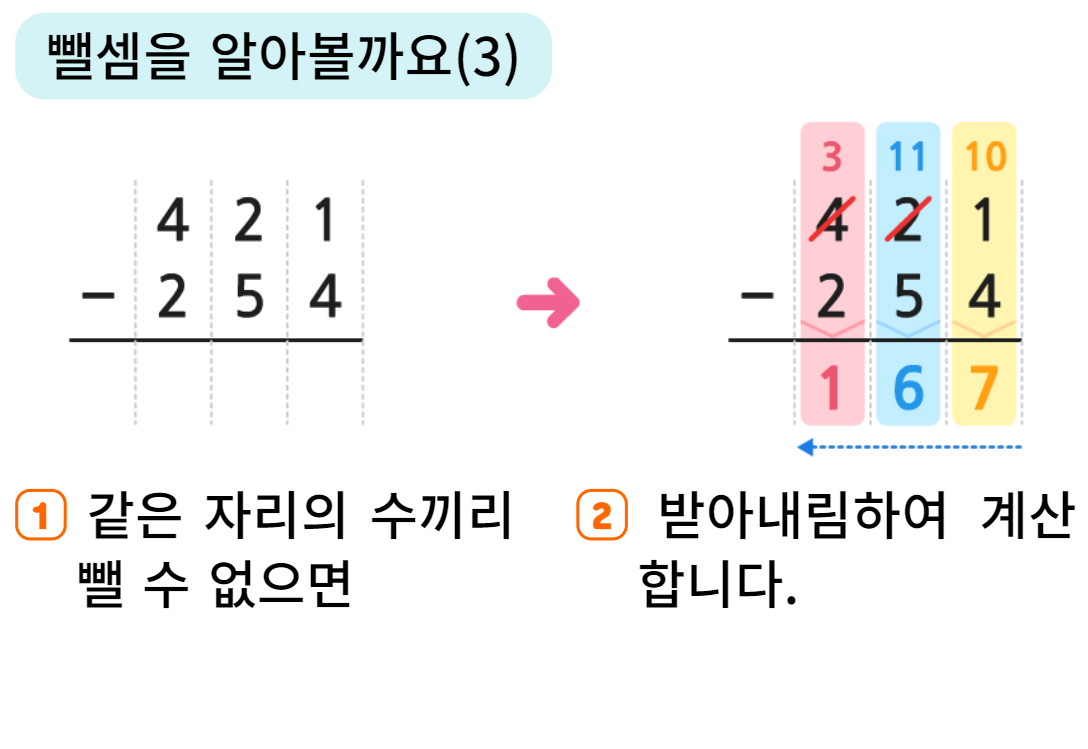 뺄셈을 알아볼까요(3)
4 2 1
− 2 5 4
3 11 10
4 2 1
− 2 5 4
1 6 7
1 같은 자리의 수끼리
뺄 수 없으면
2 받아내림하여 계산
합니다.